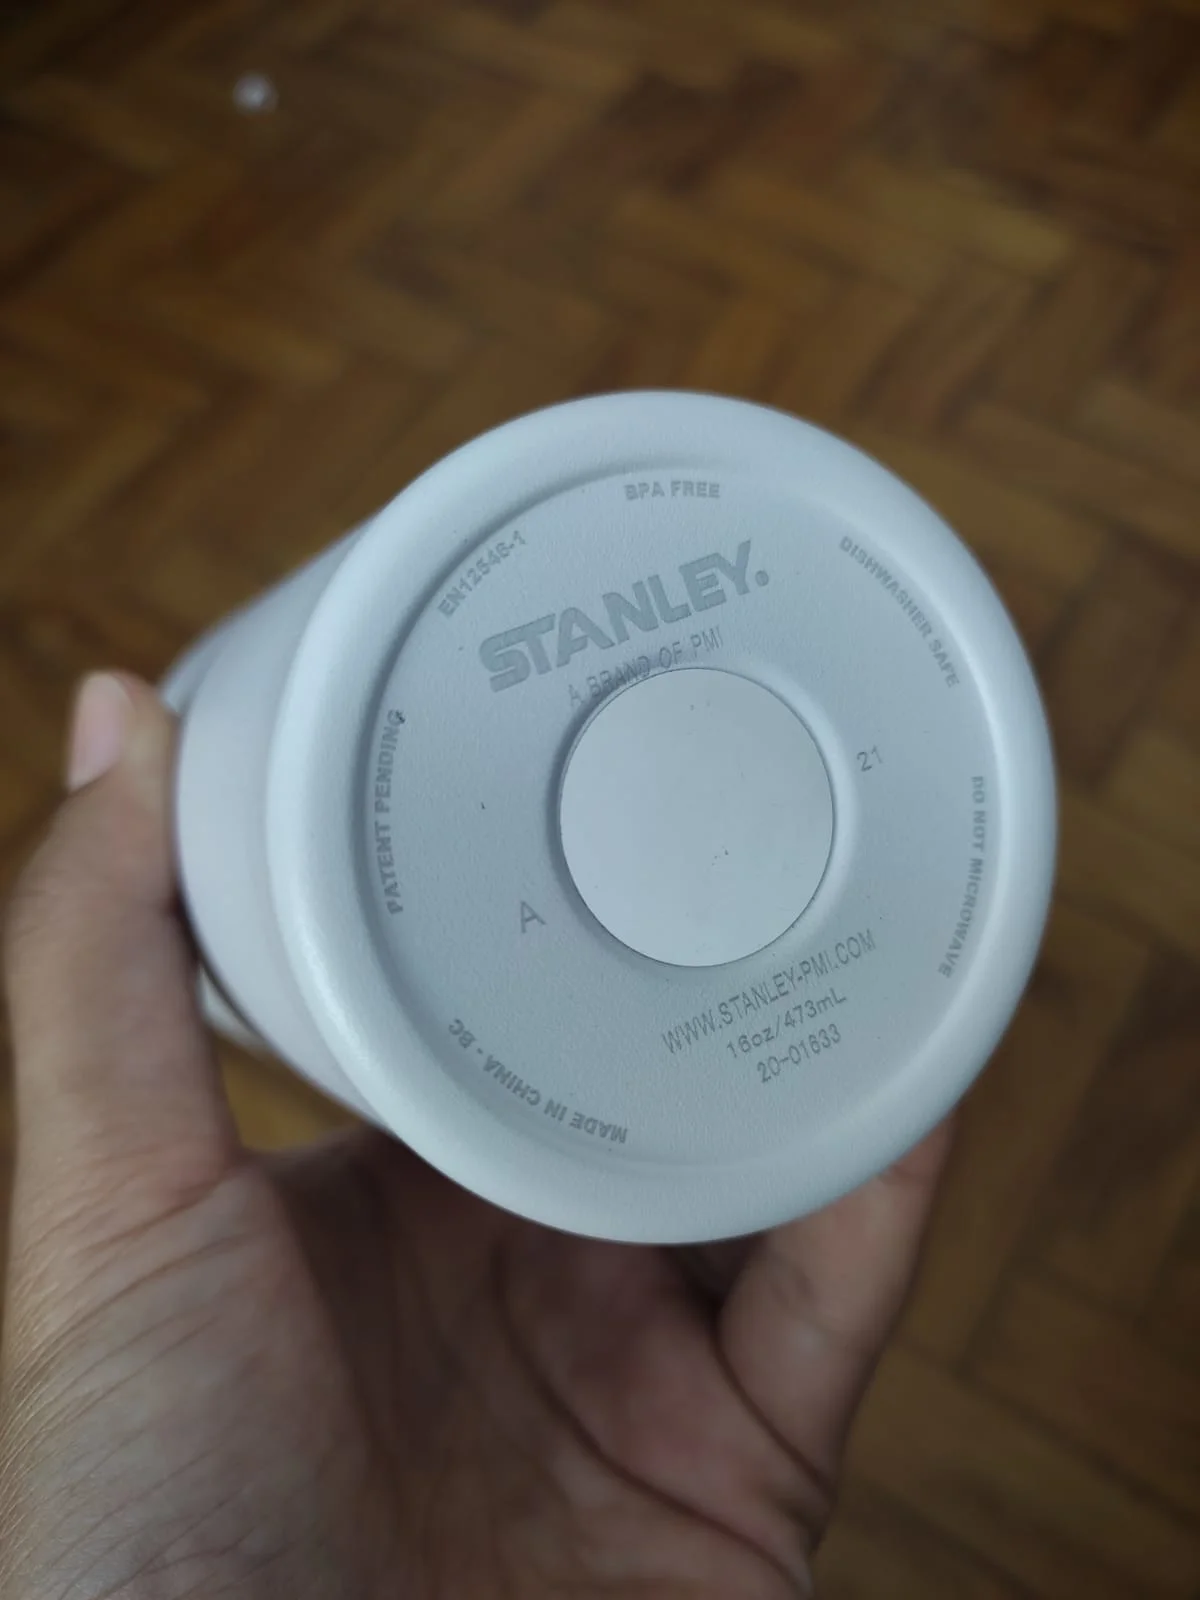 BPA FREE
EN12546-1
STANLEY.
A BRAND OF PMI
DISHWASHER SAFE
PATENT PENDING
21
DO NOT MICROWAVE
A
WWW.STANLEY-PMI.COM
16oz/473mL
20-01633
MADE IN CHINA - BC